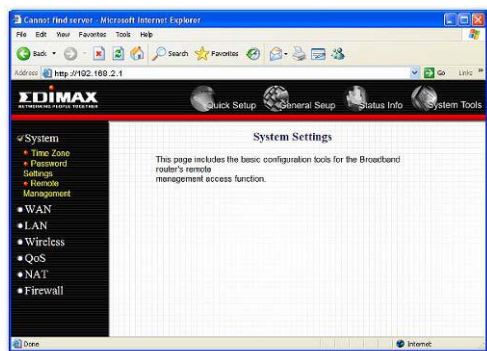 Cannot find server - Microsoft Internet Explorer
File Edit View Favorites Tools Help
Back Search Favorites
Address http://192.168.2.1 Go Links »
EDIMAX
NETWORKING PEOPLE TOGETHER
Quick Setup General Seup Status Info System Tools
System
Time Zone
Password
Settings
Remote
Management
WAN
LAN
Wireless
QoS
NAT
Firewall
System Settings
This page includes the basic configuration tools for the Broadband
router's remote
management access function.
Done Internet